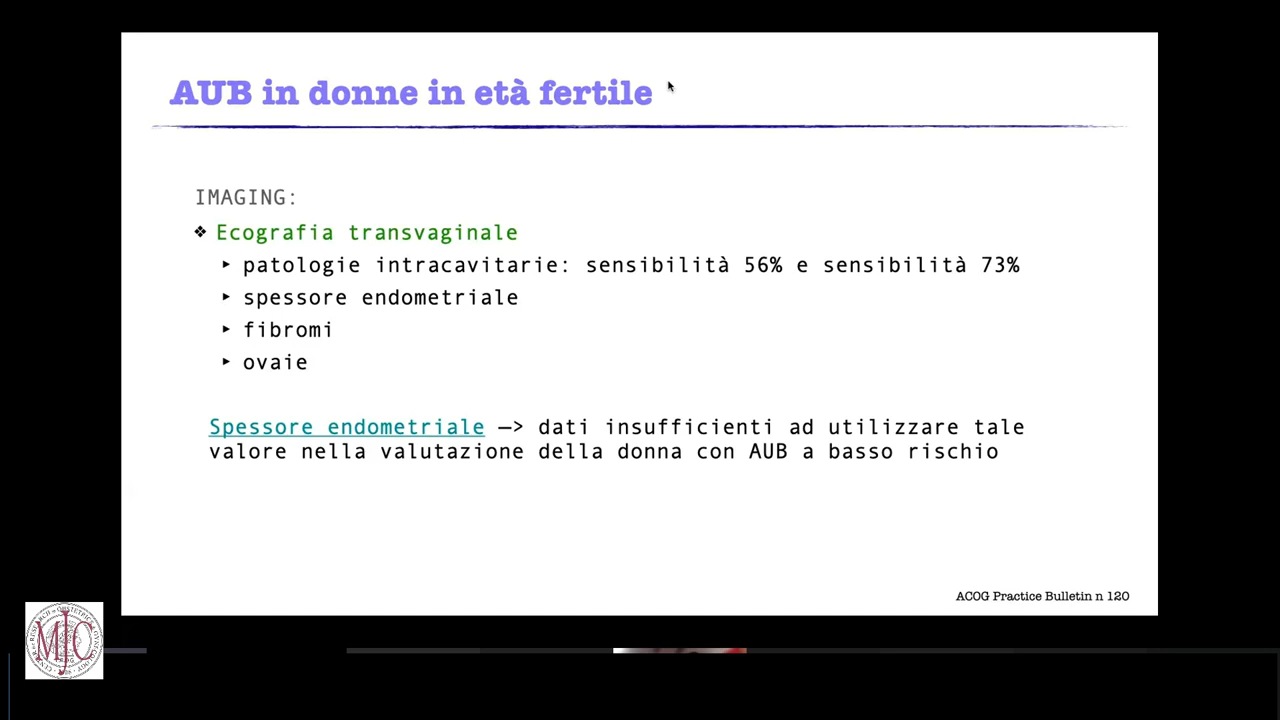 AUB in donne in età fertile
IMAGING:
❖ Ecografia transvaginale
‣ patologie intracavitarie: sensibilità 56% e sensibilità 73%
‣ spessore endometriale
‣ fibromi
‣ ovaie
Spessore endometriale —> dati insufficienti ad utilizzare tale
valore nella valutazione della donna con AUB a basso rischio
ACOG Practice Bulletin n 120
MJC